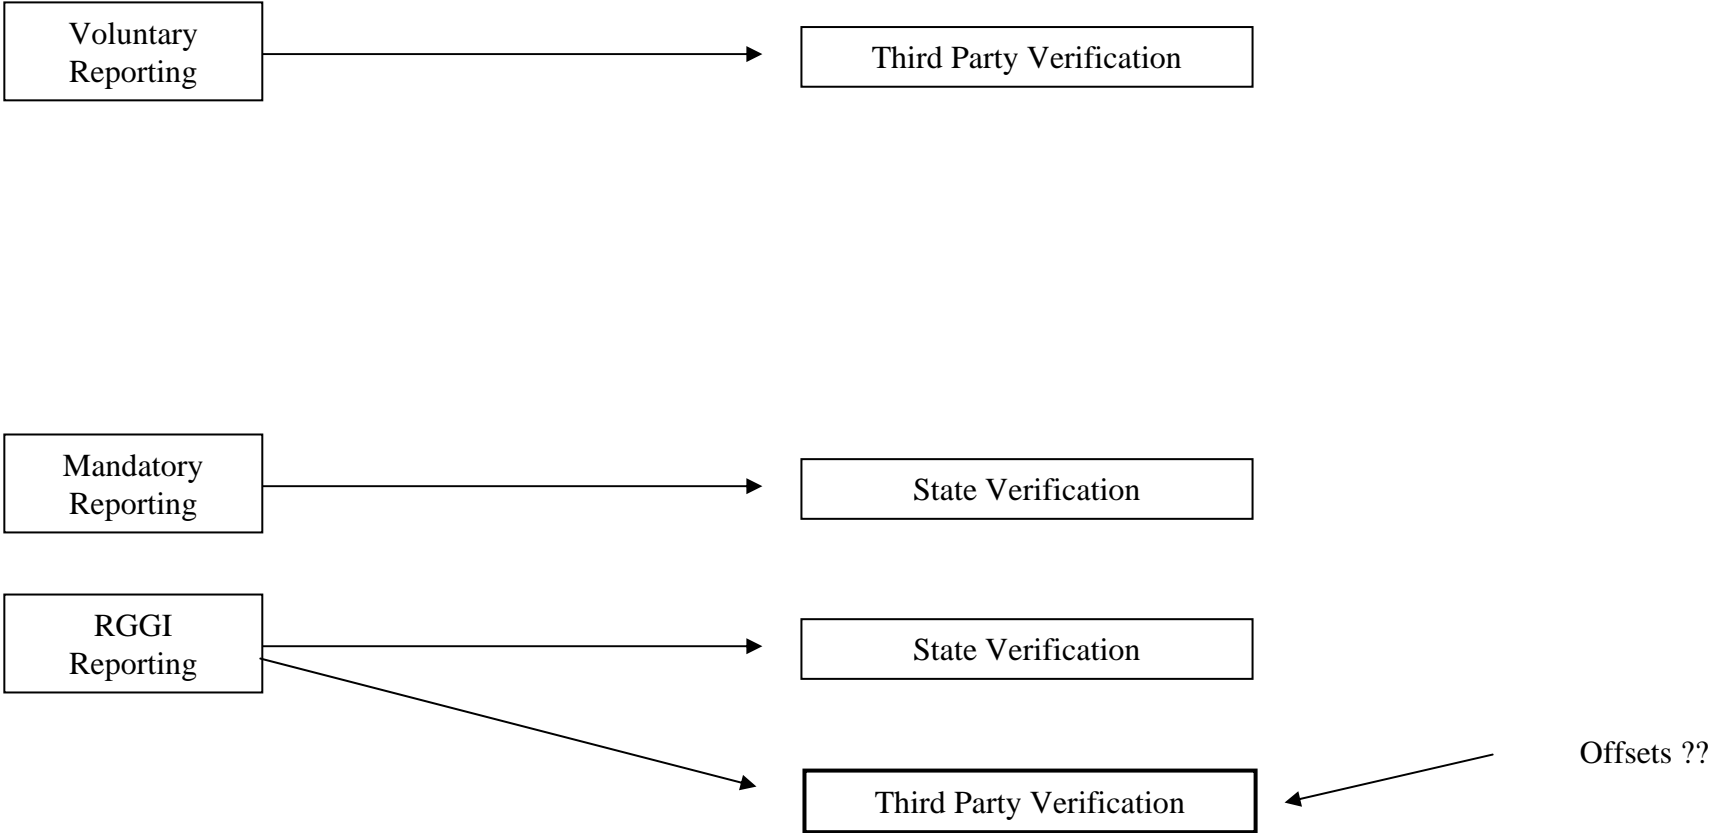 Voluntary
Reporting
Third Party Verification
Mandatory
Reporting
State Verification
RGGI
Reporting
State Verification
Offsets ??
Third Party Verification